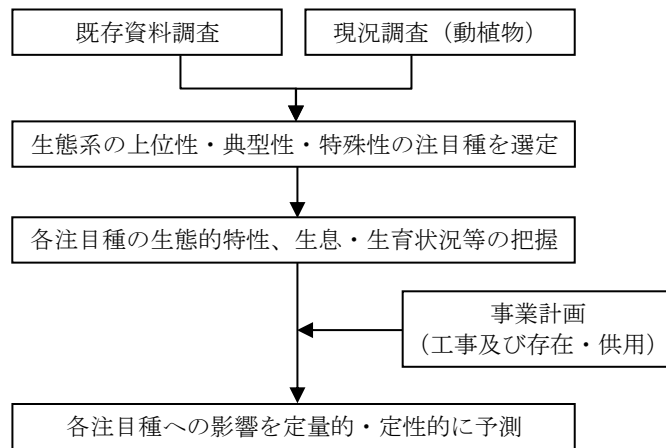 既存資料調査
現況調査（動植物）
生態系の上位性・典型性・特殊性の注目種を選定
各注目種の生態的特性、生息・生育状況等の把握
事業計画
（工事及び存在・供用）
各注目種への影響を定量的・定性的に予測